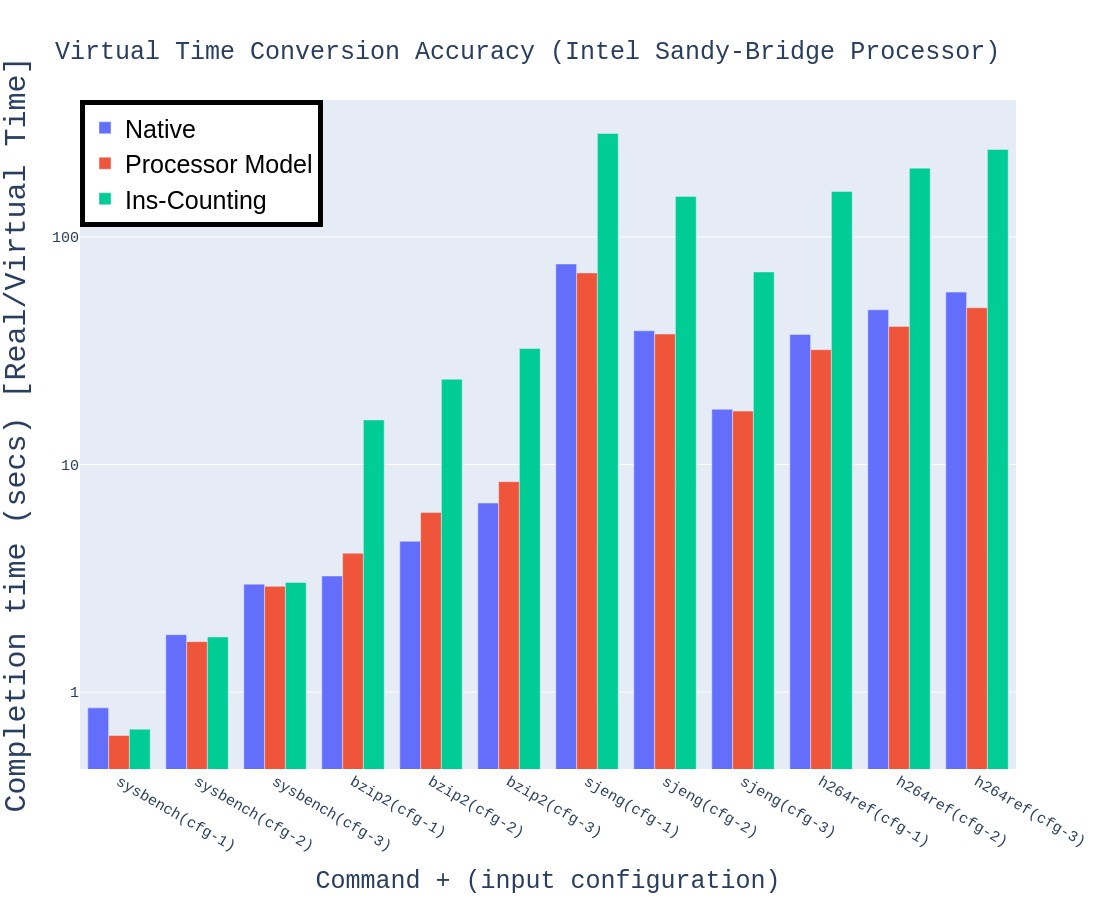 Virtual Time Conversion Accuracy (Intel Sandy-Bridge Processor)
Completion time (secs) [Real/Virtual Time]
Native
Processor Model
Ins-Counting
100
10
1
sysbench(cfg-1)
sysbench(cfg-2)
sysbench(cfg-3)
bzip2(cfg-1)
bzip2(cfg-2)
bzip2(cfg-3)
sjeng(cfg-1)
sjeng(cfg-2)
sjeng(cfg-3)
h264ref(cfg-1)
h264ref(cfg-2)
h264ref(cfg-3)
Command + (input configuration)